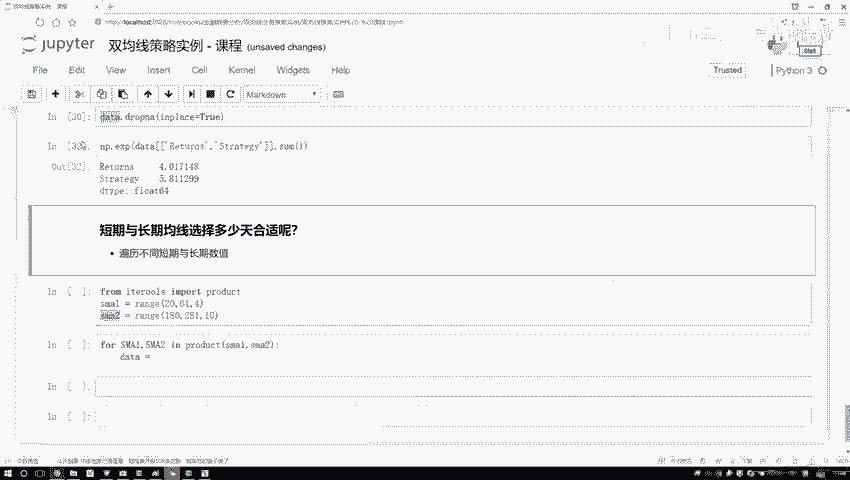 jupyter 双均线策略实例 - 课程 (unsaved changes)
File Edit View Insert Cell Kernel Widgets Help
Trusted Python 3
Markdown
In [30]: data.dropna(inplace=True)
In [32]: np.exp(data[['Returns','Strategy']].sum())
Out[32]: Returns 4.017148
Strategy 5.811299
dtype: float64
短期与长期均线选择多少天合适呢?
遍历不同短期与长期数值
In [ ]: from itertools import product
sma1 = range(20,61,4)
sma2 = range(180,281,10)
In [ ]: for SMA1,SMA2 in product(sma1,sma2):
data =
In [ ]:
In [ ]: